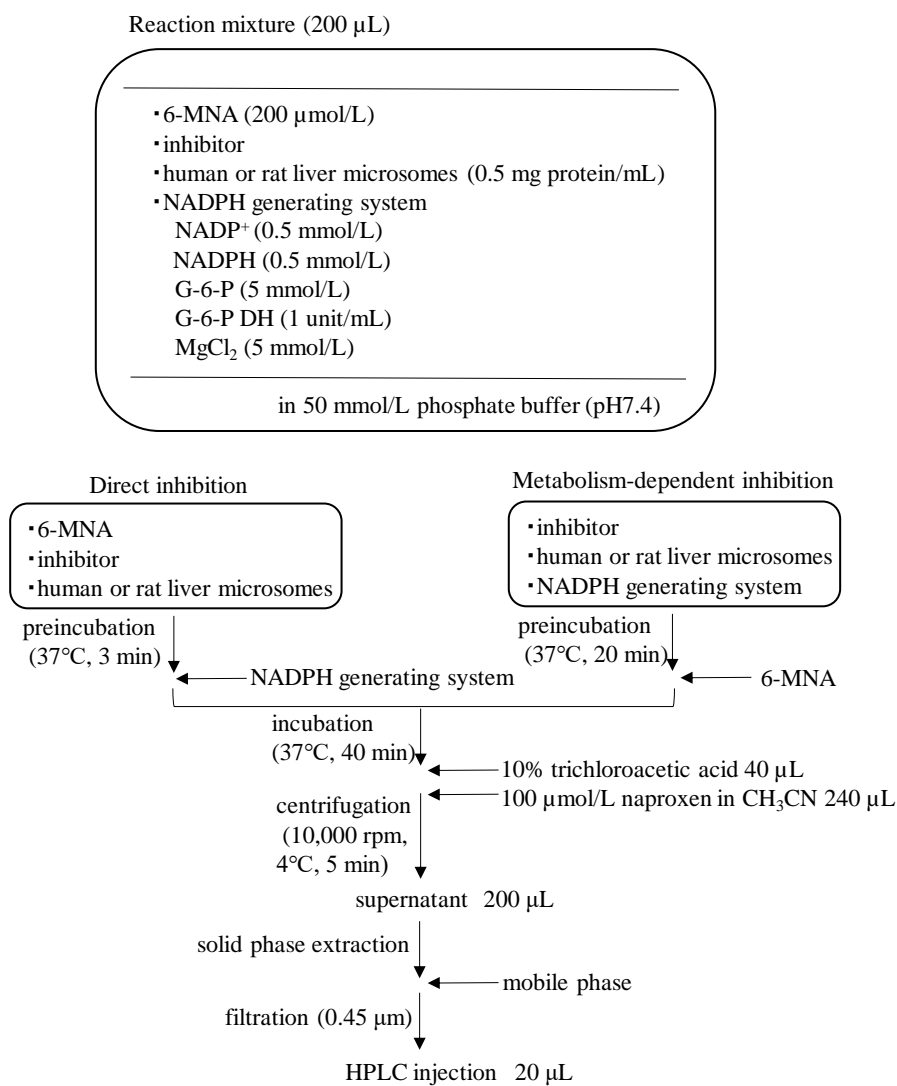 Reaction mixture (200 µL)
・6-MNA (200 µmol/L)
・inhibitor
・human or rat liver microsomes (0.5 mg protein/mL)
・NADPH generating system
NADP⁺ (0.5 mmol/L)
NADPH (0.5 mmol/L)
G-6-P (5 mmol/L)
G-6-P DH (1 unit/mL)
MgCl₂ (5 mmol/L)
in 50 mmol/L phosphate buffer (pH7.4)
Direct inhibition
・6-MNA
・inhibitor
・human or rat liver microsomes
preincubation
(37℃, 3 min)
Metabolism-dependent inhibition
・inhibitor
・human or rat liver microsomes
・NADPH generating system
preincubation
(37℃, 20 min)
NADPH generating system
6-MNA
incubation
(37℃, 40 min)
10% trichloroacetic acid 40 µL
100 µmol/L naproxen in CH₃CN 240 µL
centrifugation
(10,000 rpm,
4℃, 5 min)
supernatant 200 µL
solid phase extraction
mobile phase
filtration (0.45 µm)
HPLC injection 20 µL